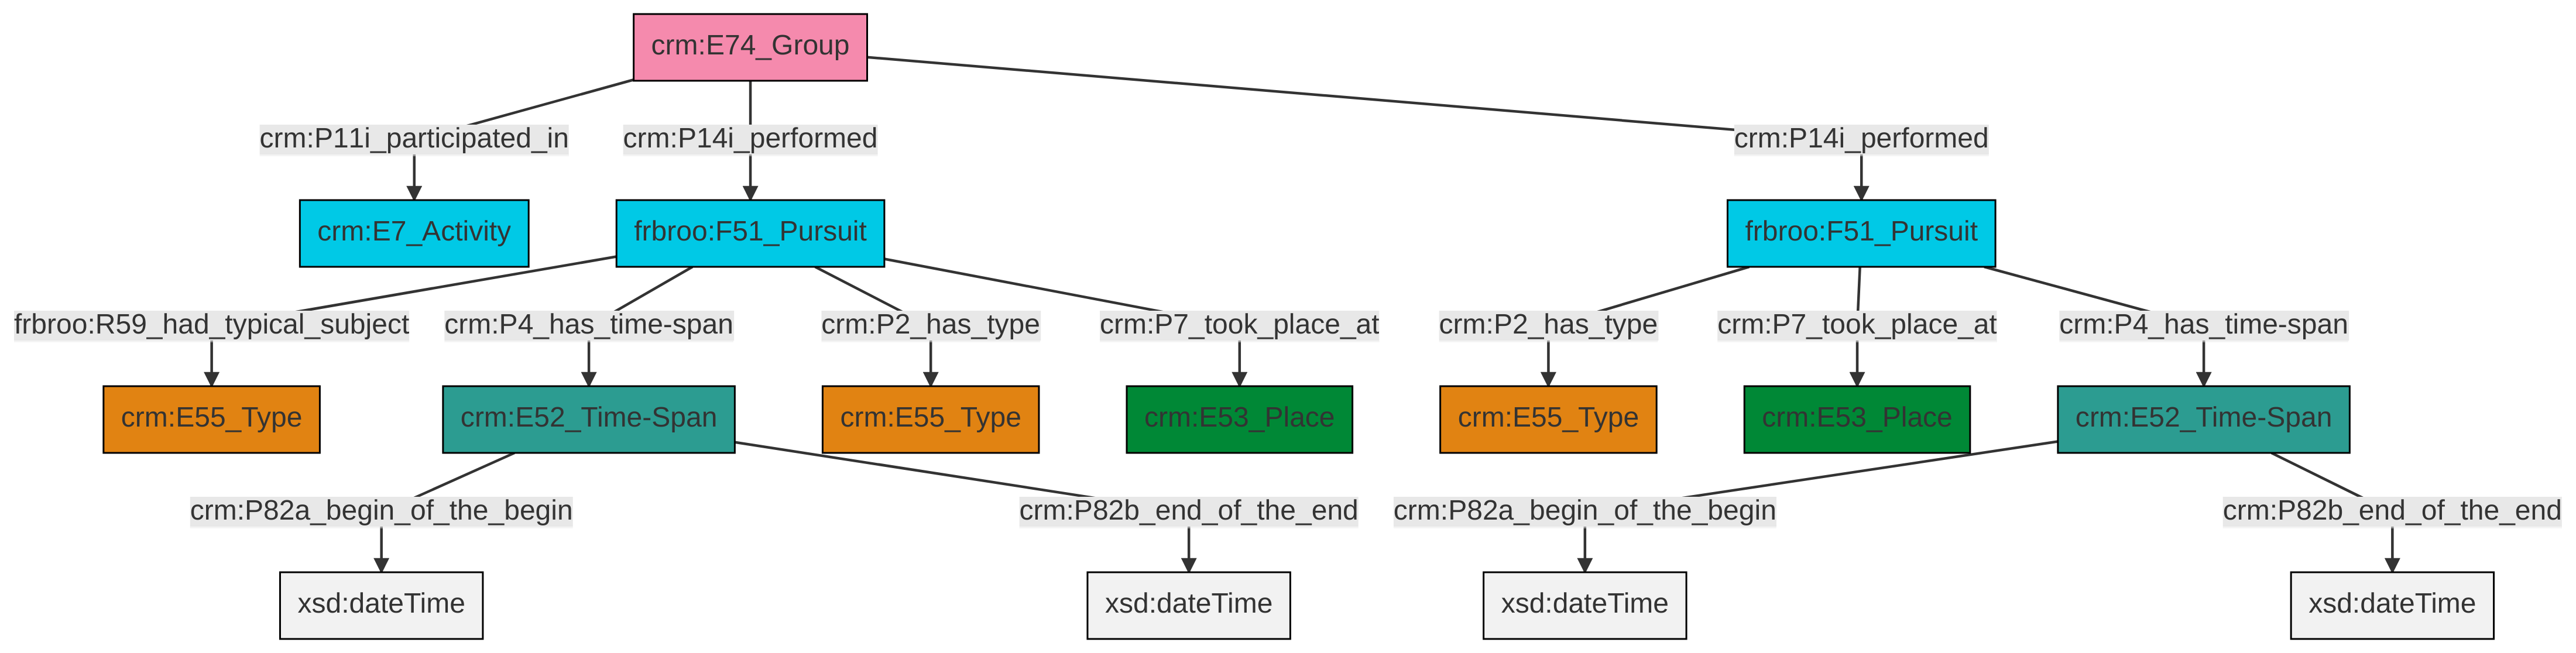 crm:E74_Group
crm:P11i_participated_in
crm:P14i_performed
crm:P14i_performed
crm:E7_Activity
frbroo:F51_Pursuit
frbroo:F51_Pursuit
frbroo:R59_had_typical_subject
crm:P4_has_time-span
crm:P2_has_type
crm:P7_took_place_at
crm:P2_has_type
crm:P7_took_place_at
crm:P4_has_time-span
crm:E55_Type
crm:E52_Time-Span
crm:E55_Type
crm:E53_Place
crm:E55_Type
crm:E53_Place
crm:E52_Time-Span
crm:P82a_begin_of_the_begin
crm:P82b_end_of_the_end
crm:P82a_begin_of_the_begin
crm:P82b_end_of_the_end
xsd:dateTime
xsd:dateTime
xsd:dateTime
xsd:dateTime